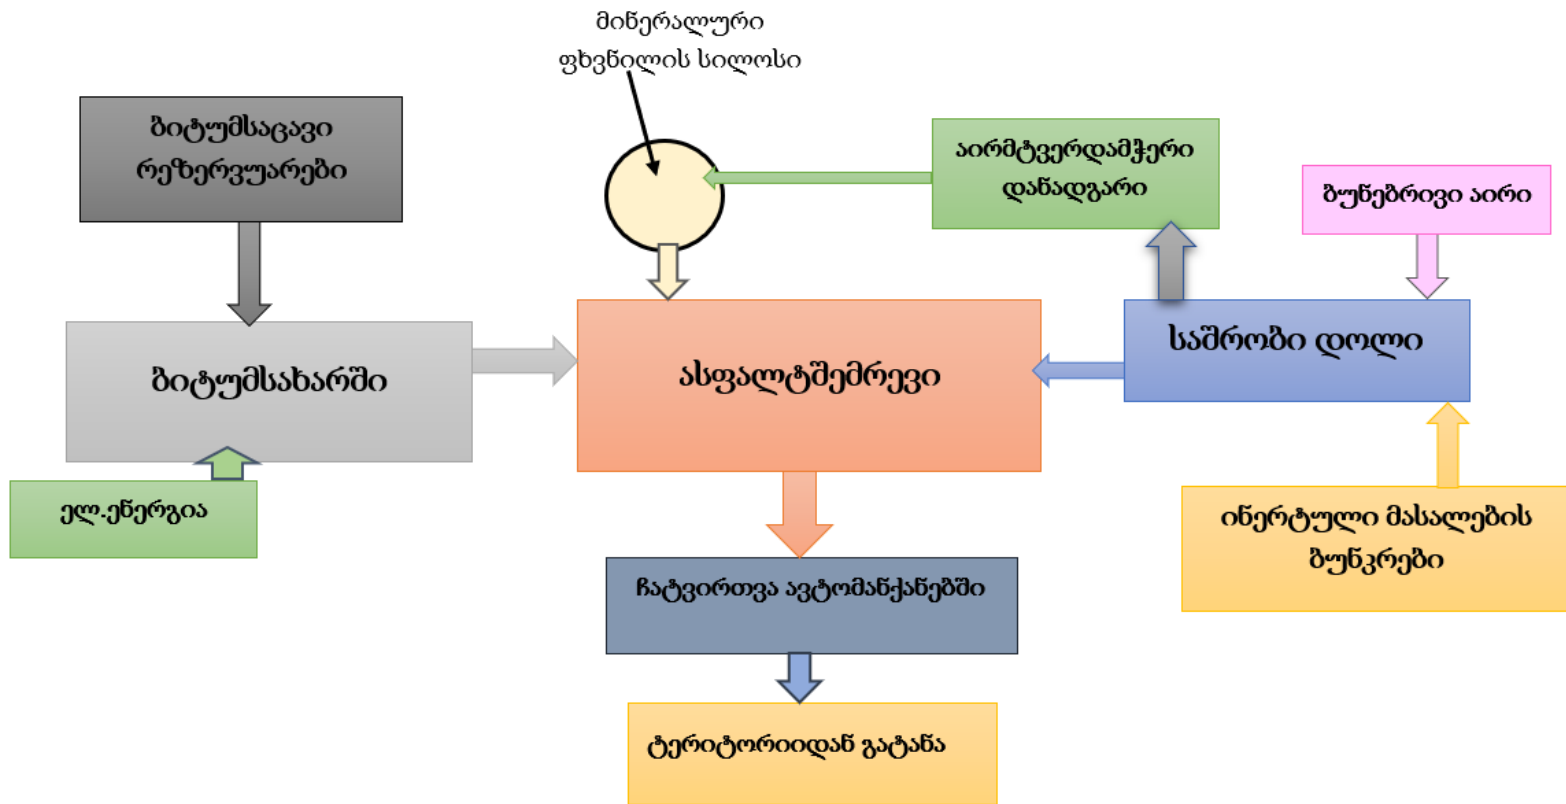 მინერალური
ფხვნილის სილოსი
ბიტუმსაცავი
რეზერვუარები
აირმტვერდამჭერი
დანადგარი
ბუნებრივი აირი
საშრობი დოლი
ბიტუმსახარში
ასფალტშემრევი
ელ.ენერგია
ინერტული მასალების
ბუნკრები
ჩატვირთვა ავტომანქანებში
ტერიტორიიდან გატანა